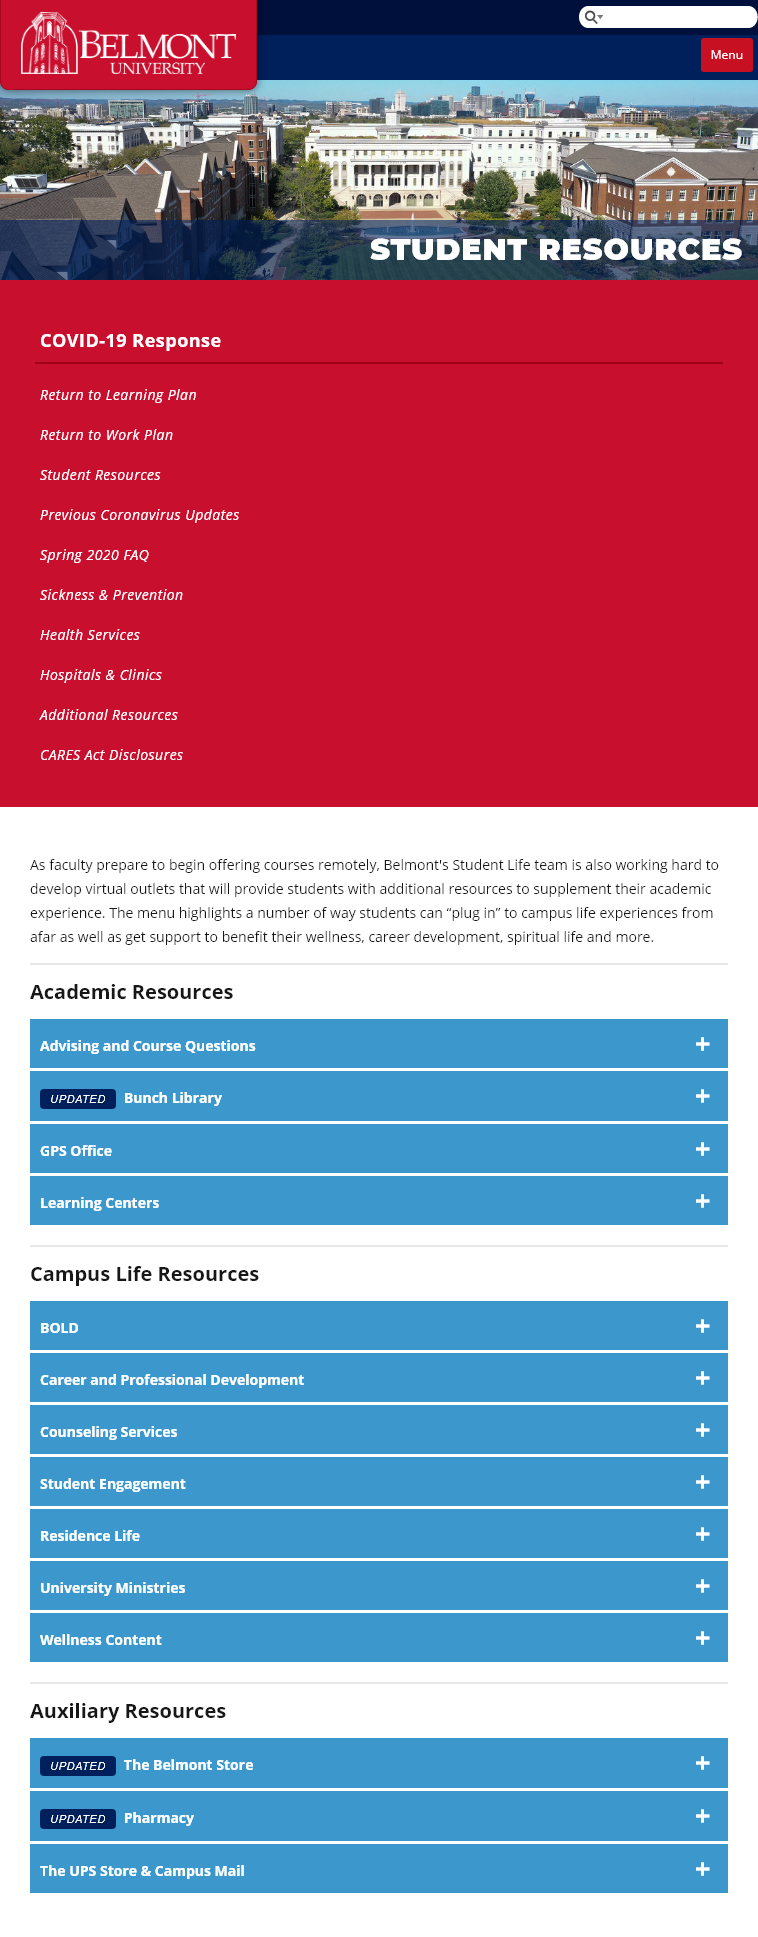 BELMONT
UNIVERSITY
Menu
STUDENT RESOURCES
COVID-19 Response
Return to Learning Plan
Return to Work Plan
Student Resources
Previous Coronavirus Updates
Spring 2020 FAQ
Sickness & Prevention
Health Services
Hospitals & Clinics
Additional Resources
CARES Act Disclosures
As faculty prepare to begin offering courses remotely, Belmont's Student Life team is also working hard to
develop virtual outlets that will provide students with additional resources to supplement their academic
experience. The menu highlights a number of way students can “plug in” to campus life experiences from
afar as well as get support to benefit their wellness, career development, spiritual life and more.
Academic Resources
Advising and Course Questions
UPDATED Bunch Library
GPS Office
Learning Centers
Campus Life Resources
BOLD
Career and Professional Development
Counseling Services
Student Engagement
Residence Life
University Ministries
Wellness Content
Auxiliary Resources
UPDATED The Belmont Store
UPDATED Pharmacy
The UPS Store & Campus Mail